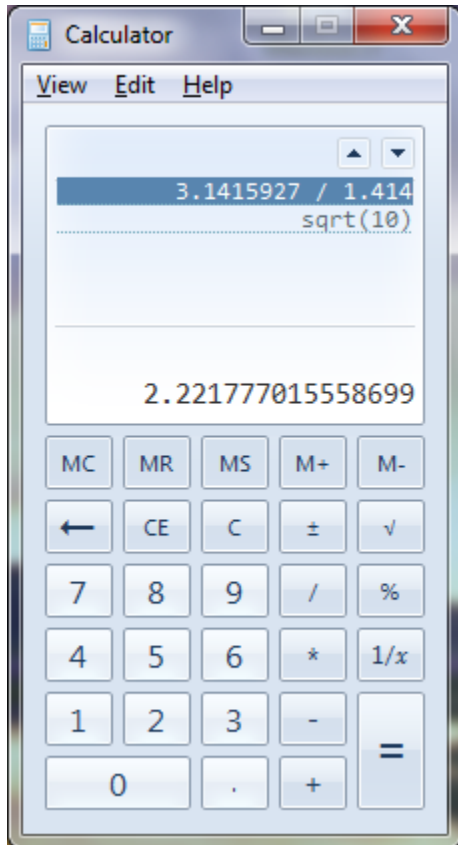 Calculator
View Edit Help
3.1415927 / 1.414
sqrt(10)
2.221777015558699
MC MR MS M+ M-
← CE C ± √
7 8 9 / %
4 5 6 * 1/x
1 2 3 - =
0 . +